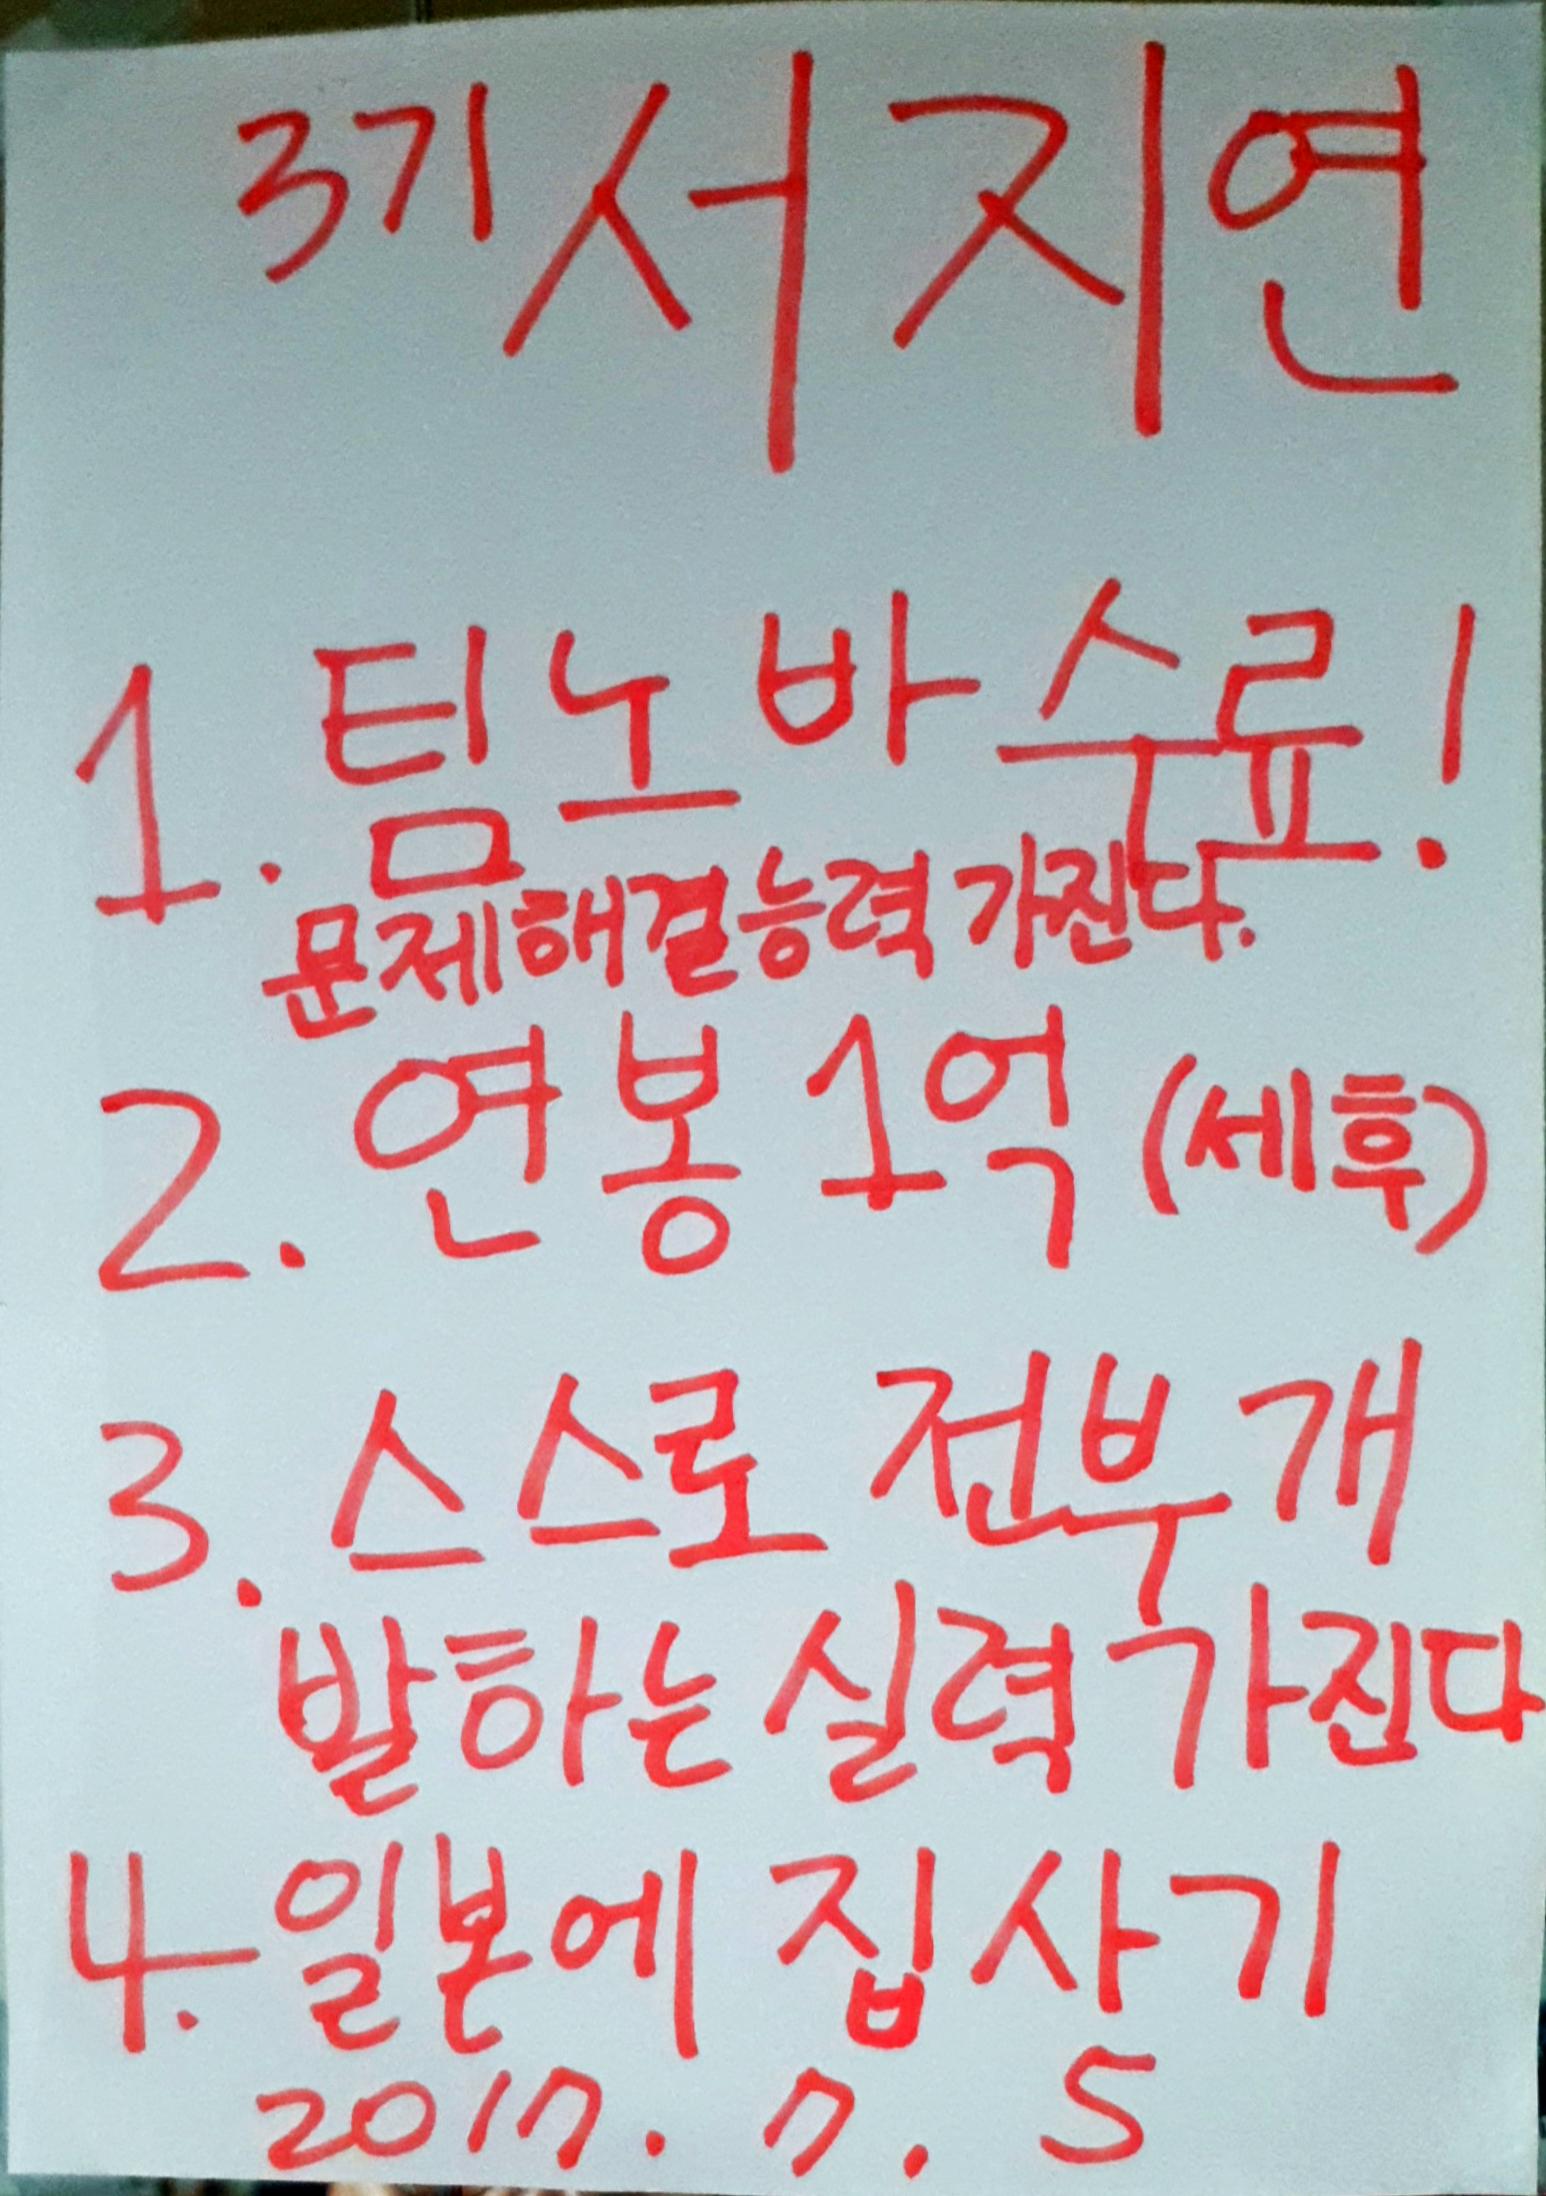 3기 서지연
1. 팀노바 수료!
문제해결능력 가진다.
2. 연봉 1억 (세후)
3. 스스로 전부 개
발하는 실력 가진다
4. 일본에 집 사기
2017. 7. 5